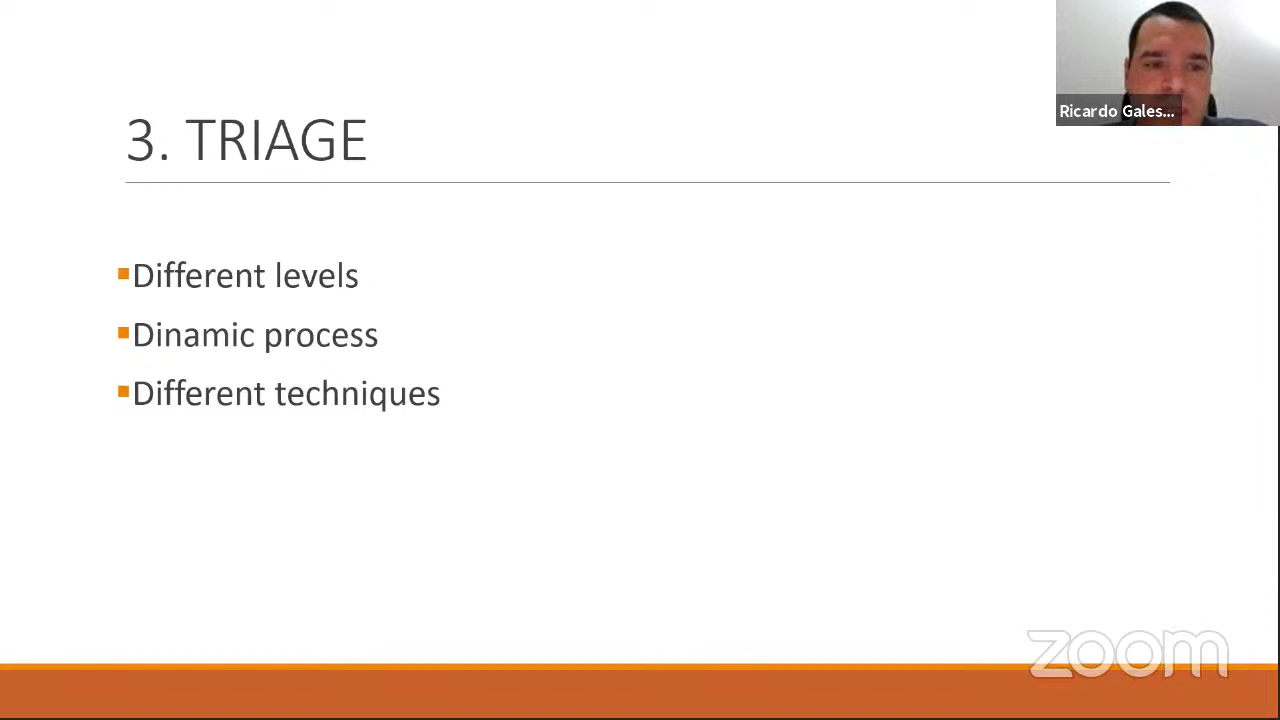 3. TRIAGE
Different levels
Dinamic process
Different techniques
Ricardo Gales...
zoom